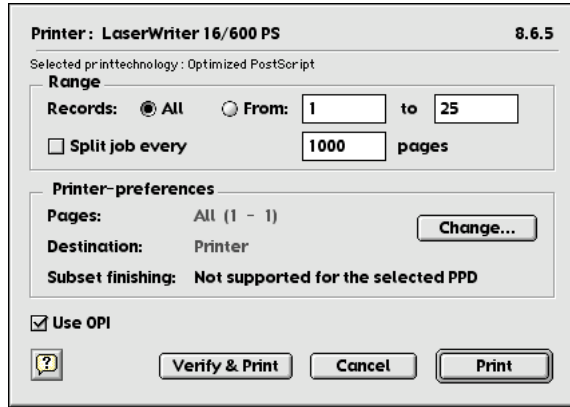 Printer: LaserWriter 16/600 PS 8.6.5
Selected printtechnology: Optimized PostScript
Range
Records: All From: 1 to 25
Split job every 1000 pages
Printer-preferences
Pages: All (1 - 1)
Change...
Destination: Printer
Subset finishing: Not supported for the selected PPD
Use OPI
? Verify & Print Cancel Print